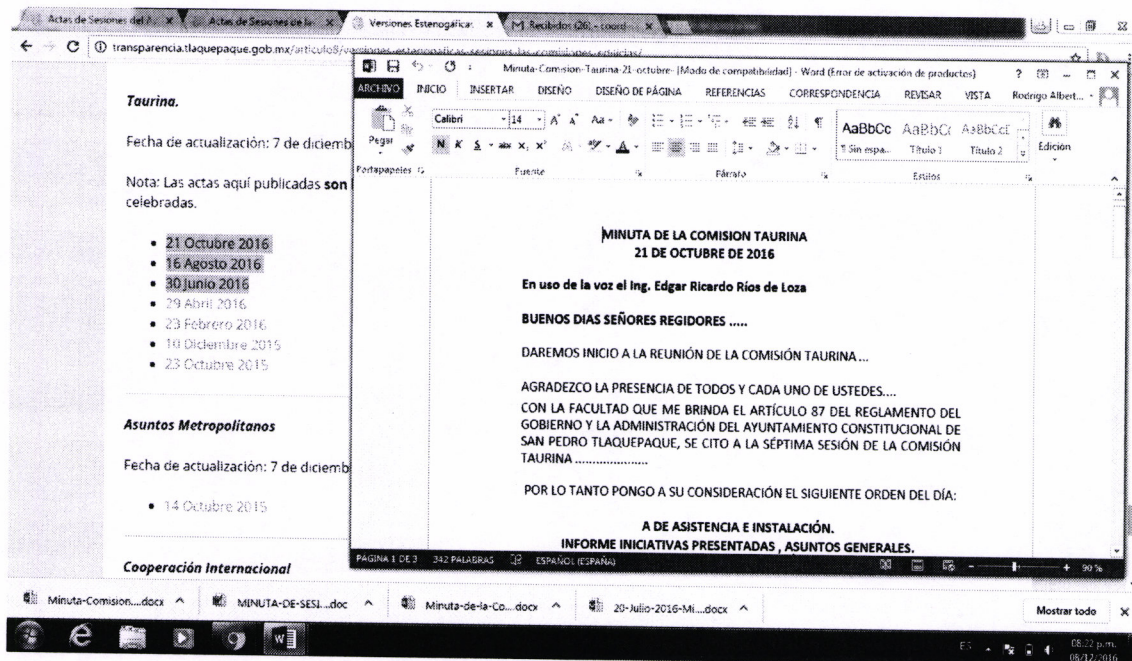 Actas de Sesiones del A
Actas de Sesiones de la
Versiones Estenográficas
Recibidos (26) - coord
transparencia.tlaquepaque.gob.mx/articulo8/versiones-estenograficas-sesiones-las-comisiones-edilicias/
Taurina.
Fecha de actualización: 7 de diciemb
Nota: Las actas aquí publicadas son
celebradas.
21 Octubre 2016
16 Agosto 2016
30 Junio 2016
29 Abril 2016
23 Febrero 2016
10 Diciembre 2015
23 Octubre 2015
Asuntos Metropolitanos
Fecha de actualización: 7 de diciemb
14 Octubre 2015
Cooperación Internacional
Minuta-Comision-Taurina-21-octubre- [Modo de compatibilidad] - Word (Error de activación de productos)
ARCHIVO INICIO INSERTAR DISEÑO DISEÑO DE PÁGINA REFERENCIAS CORRESPONDENCIA REVISAR VISTA Rodrigo Albert...
Calibri 14
Pegar
N K S abc X₂ X²
AaBbCc AaBbCc AaBbCcD
¶ Sin espa... Título 1 Título 2
Edición
Portapapeles Fuente Párrafo Estilos
MINUTA DE LA COMISION TAURINA
21 DE OCTUBRE DE 2016
En uso de la voz el Ing. Edgar Ricardo Ríos de Loza
BUENOS DIAS SEÑORES REGIDORES .....
DAREMOS INICIO A LA REUNIÓN DE LA COMISIÓN TAURINA...
AGRADEZCO LA PRESENCIA DE TODOS Y CADA UNO DE USTEDES....
CON LA FACULTAD QUE ME BRINDA EL ARTÍCULO 87 DEL REGLAMENTO DEL
GOBIERNO Y LA ADMINISTRACIÓN DEL AYUNTAMIENTO CONSTITUCIONAL DE
SAN PEDRO TLAQUEPAQUE, SE CITO A LA SÉPTIMA SESIÓN DE LA COMISIÓN
TAURINA .....................
POR LO TANTO PONGO A SU CONSIDERACIÓN EL SIGUIENTE ORDEN DEL DÍA:
A DE ASISTENCIA E INSTALACIÓN.
INFORME INICIATIVAS PRESENTADAS , ASUNTOS GENERALES.
PÁGINA 1 DE 3 342 PALABRAS ESPAÑOL (ESPAÑA)
90 %
Minuta-Comision....docx
MINUTA-DE-SESI....doc
Minuta-de-la-Co....docx
20-Julio-2016-Mi....docx
Mostrar todo
ES
08:22 p.m.
08/12/2016